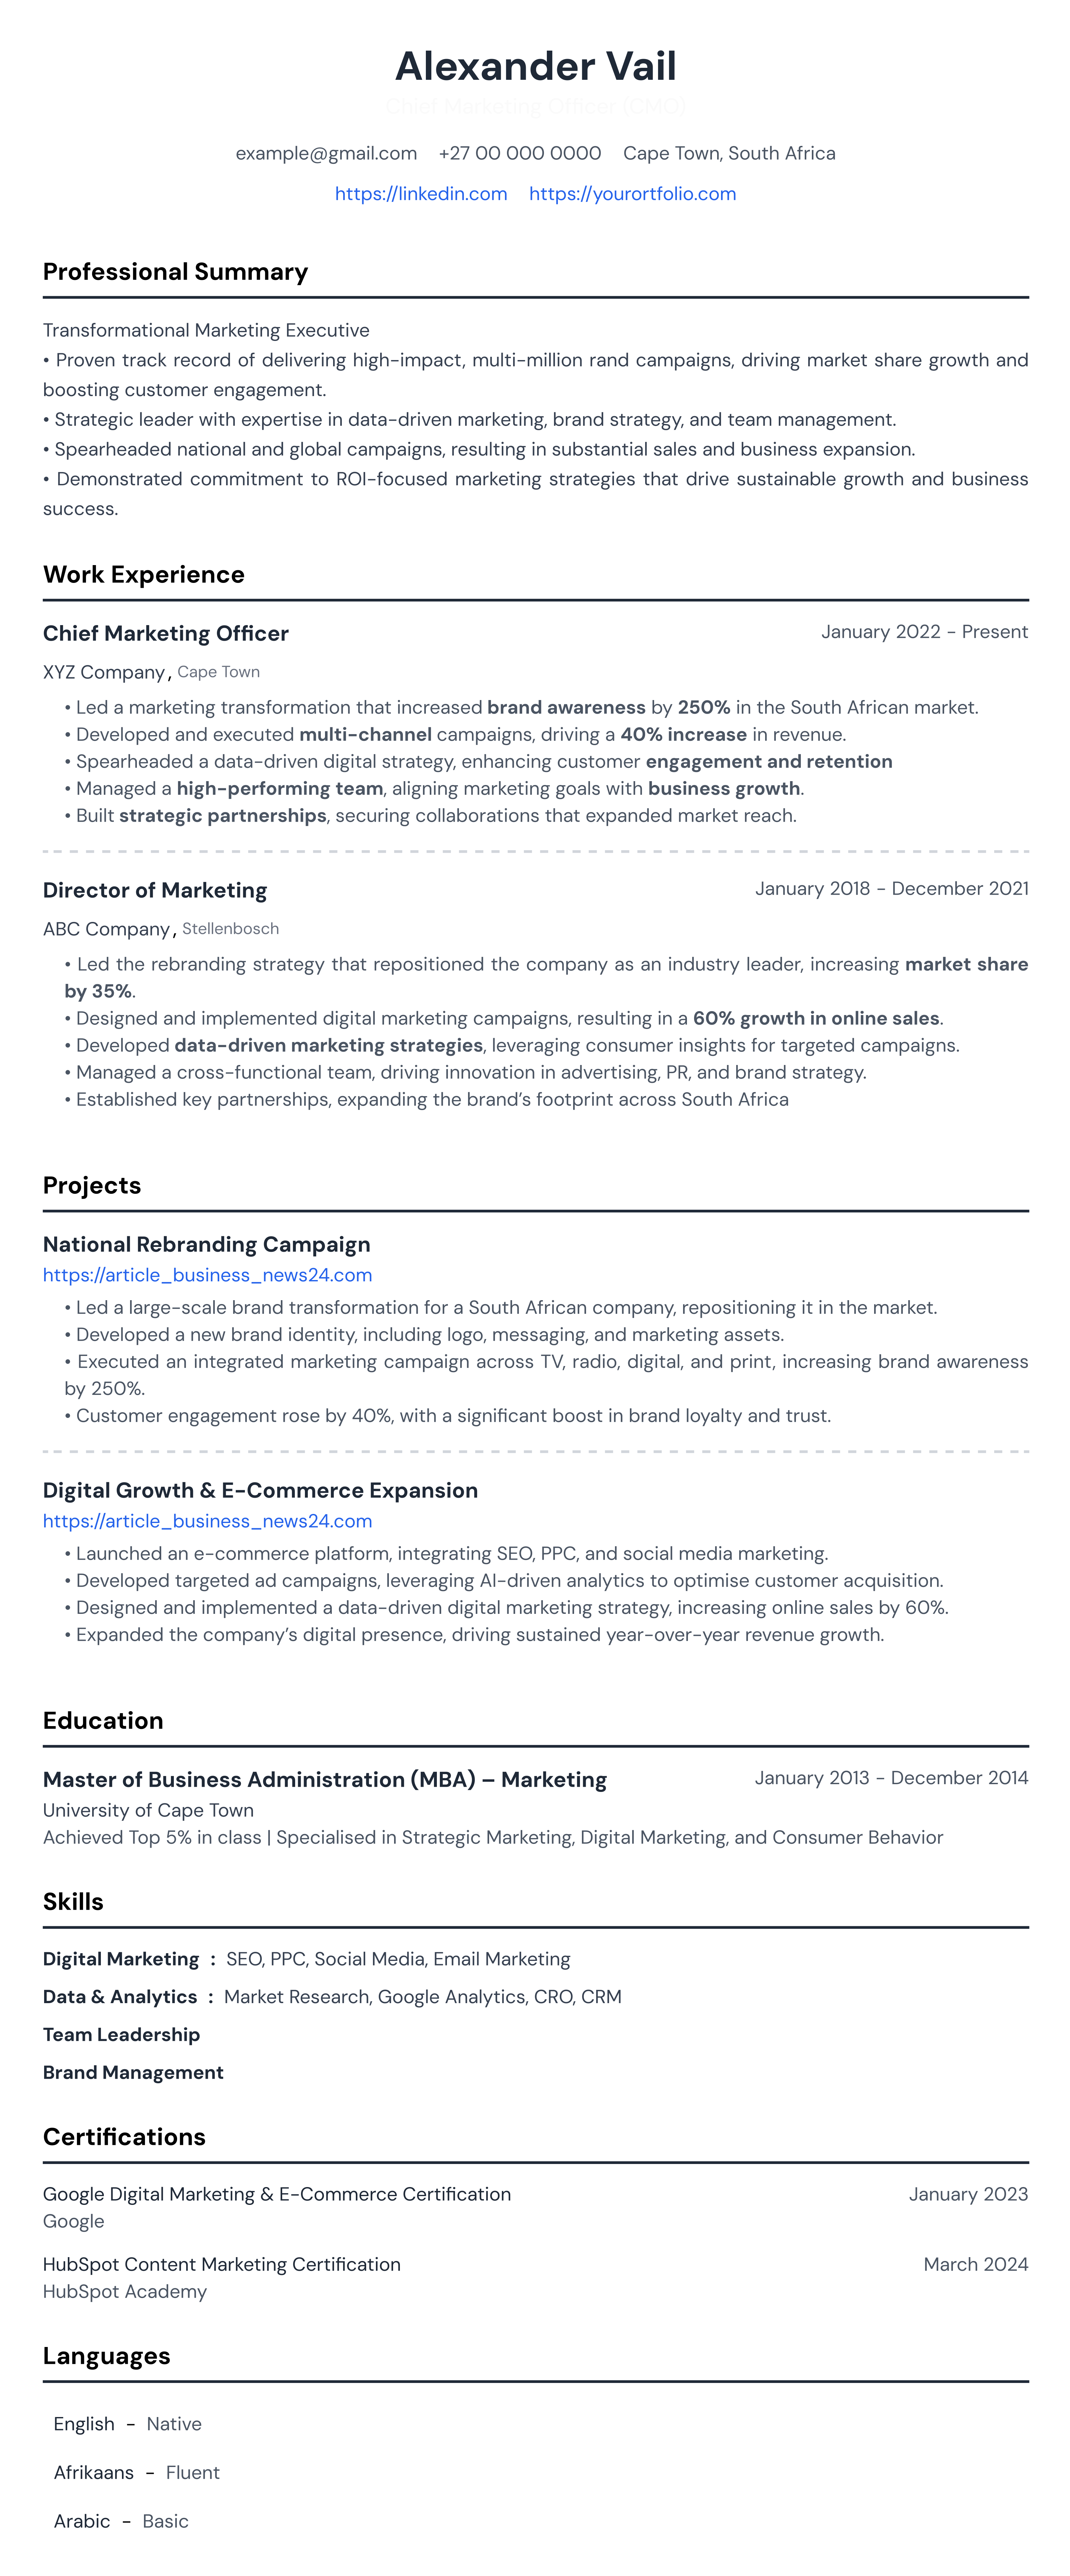 Alexander Vail
Chief Marketing Officer (CMO)
example@gmail.com +27 00 000 0000 Cape Town, South Africa
https://linkedin.com https://yourortfolio.com
Professional Summary
Transformational Marketing Executive
• Proven track record of delivering high-impact, multi-million rand campaigns, driving market share growth and
boosting customer engagement.
• Strategic leader with expertise in data-driven marketing, brand strategy, and team management.
• Spearheaded national and global campaigns, resulting in substantial sales and business expansion.
• Demonstrated commitment to ROI-focused marketing strategies that drive sustainable growth and business
success.
Work Experience
Chief Marketing Officer January 2022 - Present
XYZ Company, Cape Town
• Led a marketing transformation that increased brand awareness by 250% in the South African market.
• Developed and executed multi-channel campaigns, driving a 40% increase in revenue.
• Spearheaded a data-driven digital strategy, enhancing customer engagement and retention
• Managed a high-performing team, aligning marketing goals with business growth.
• Built strategic partnerships, securing collaborations that expanded market reach.
Director of Marketing January 2018 - December 2021
ABC Company, Stellenbosch
• Led the rebranding strategy that repositioned the company as an industry leader, increasing market share
by 35%.
• Designed and implemented digital marketing campaigns, resulting in a 60% growth in online sales.
• Developed data-driven marketing strategies, leveraging consumer insights for targeted campaigns.
• Managed a cross-functional team, driving innovation in advertising, PR, and brand strategy.
• Established key partnerships, expanding the brand's footprint across South Africa
Projects
National Rebranding Campaign
https://article_business_news24.com
• Led a large-scale brand transformation for a South African company, repositioning it in the market.
• Developed a new brand identity, including logo, messaging, and marketing assets.
• Executed an integrated marketing campaign across TV, radio, digital, and print, increasing brand awareness
by 250%.
• Customer engagement rose by 40%, with a significant boost in brand loyalty and trust.
Digital Growth & E-Commerce Expansion
https://article_business_news24.com
• Launched an e-commerce platform, integrating SEO, PPC, and social media marketing.
• Developed targeted ad campaigns, leveraging AI-driven analytics to optimise customer acquisition.
• Designed and implemented a data-driven digital marketing strategy, increasing online sales by 60%.
• Expanded the company's digital presence, driving sustained year-over-year revenue growth.
Education
Master of Business Administration (MBA) – Marketing January 2013 - December 2014
University of Cape Town
Achieved Top 5% in class | Specialised in Strategic Marketing, Digital Marketing, and Consumer Behavior
Skills
Digital Marketing : SEO, PPC, Social Media, Email Marketing
Data & Analytics : Market Research, Google Analytics, CRO, CRM
Team Leadership
Brand Management
Certifications
Google Digital Marketing & E-Commerce Certification January 2023
Google
HubSpot Content Marketing Certification March 2024
HubSpot Academy
Languages
English - Native
Afrikaans - Fluent
Arabic - Basic